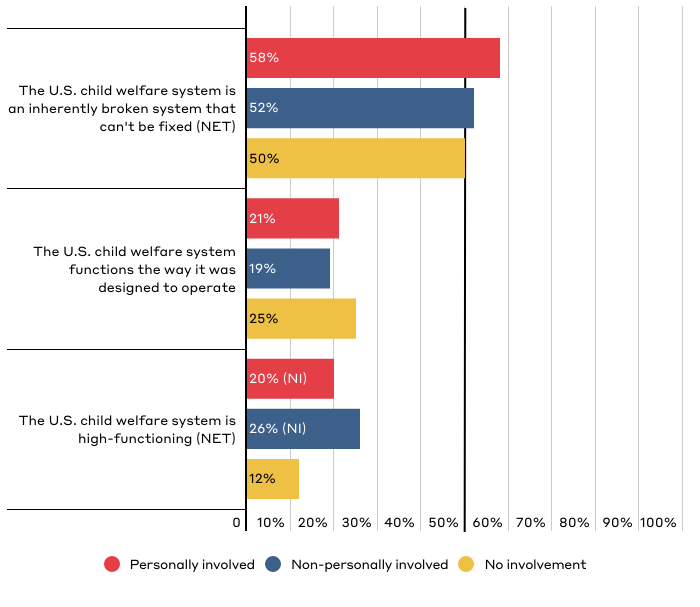 58%
The U.S. child welfare system is
an inherently broken system that
can't be fixed (NET)
52%
50%
21%
The U.S. child welfare system
functions the way it was
designed to operate
19%
25%
20% (NI)
The U.S. child welfare system is
high-functioning (NET)
26% (NI)
12%
0 10% 20% 30% 40% 50% 60% 70% 80% 90% 100%
Personally involved Non-personally involved No involvement